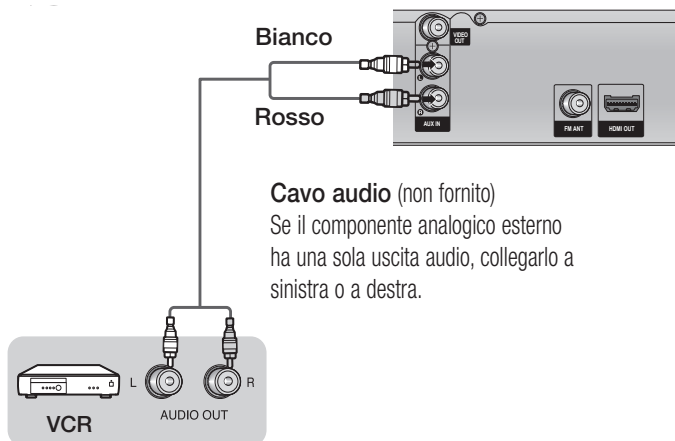 Bianco
VIDEO
OUT
L
Rosso
R
AUX IN
FM ANT
HDMI OUT
Cavo audio (non fornito)
Se il componente analogico esterno
ha una sola uscita audio, collegarlo a
sinistra o a destra.
L
R
AUDIO OUT
VCR